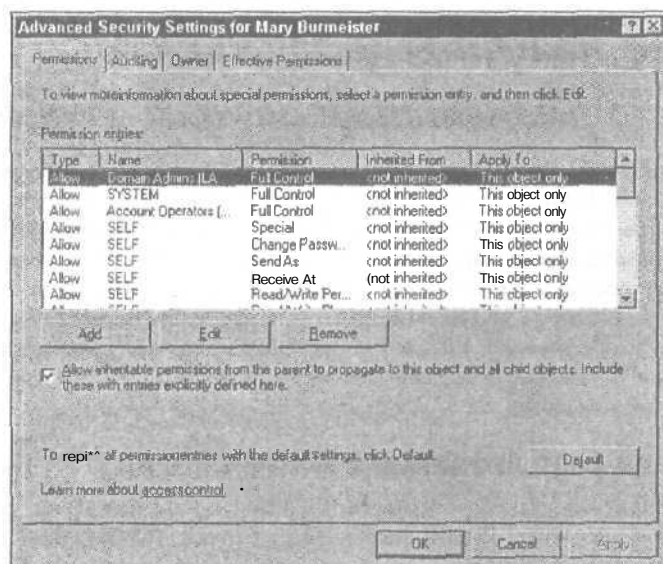 Advanced Security Settings for Mary Burmeister
Permissions Auditing Owner Effective Permissions
To view moreinformation about special permissions, select a permission entry, and then click Edit.
Permission entries:
Type Name Permission Inherited From Apply To
Allow Domain Admins (LA Full Control <not inherited> This object only
Allow SYSTEM Full Control <not inherited> This object only
Allow Account Operators (... Full Control <not inherited> This object only
Allow SELF Special <not inherited> This object only
Allow SELF Change Passw... <not inherited> This object only
Allow SELF Send As <not inherited> This object only
Allow SELF Receive At (not inherited> This object only
Allow SELF Read/Write Per... <not inherited> This object only
Add Edit Remove
Allow inheritable permissions from the parent to propagate to this object and all child objects. Include
these with entries explicitly defined here.
To repi*^ all permissionentries with the default settings, click Default.
Default
Learn more about accesscontrol.
OK Cancel Apply